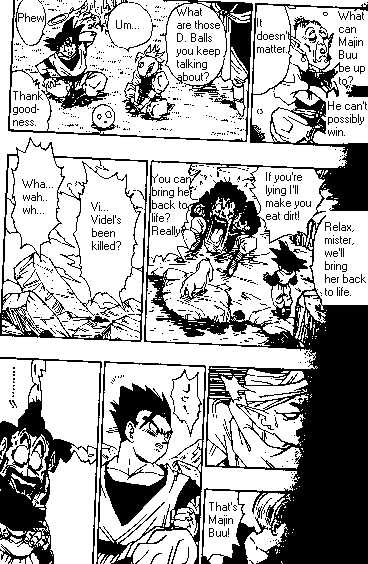 What
can
Majin
Buu
be up
to?
He can't
possibly
win.
It
doesn't
matter.
What
are those
D. Balls
you keep
talking
about?
Um...
Phew
Thank
good-
ness.
Relax,
mister,
we'll
bring
her back
to life.
If you're
lying I'll
make you
eat dirt!
You can
bring her
back to
life?
Really
Vi..
Videl's
been
killed?
Wha...
wah..
wh...
That's
Majin
Buu!